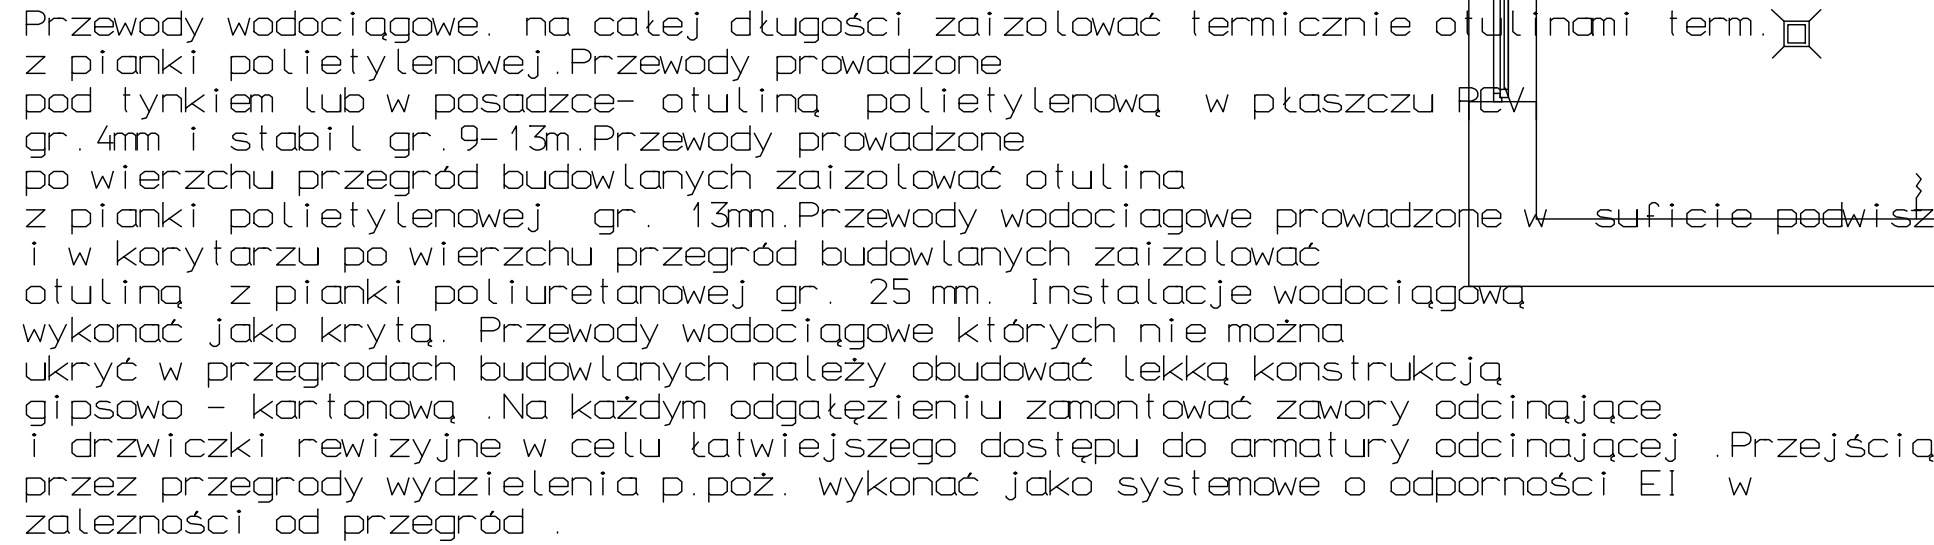 Przewody wodociągowe. na całej długości zaizolować termicznie otulinami term.
z pianki polietylenowej.Przewody prowadzone
pod tynkiem lub w posadzce- otuliną polietylenową w płaszczu PCV
gr.4mm i stabil gr.9-13m.Przewody prowadzone
po wierzchu przegród budowlanych zaizolować otulina
z pianki polietylenowej gr. 13mm.Przewody wodociagowe prowadzone w suficie podwisz
i w korytarzu po wierzchu przegród budowlanych zaizolować
otuliną z pianki poliuretanowej gr. 25 mm. Instalacje wodociągową
wykonać jako krytą. Przewody wodociągowe których nie można
ukryć w przegrodach budowlanych należy obudować lekką konstrukcją
gipsowo - kartonową .Na każdym odgałęzieniu zamontować zawory odcinające
i drzwiczki rewizyjne w celu łatwiejszego dostępu do armatury odcinającej .Przejścią
przez przegrody wydzielenia p.poż. wykonać jako systemowe o odporności EI w
zalezności od przegród .